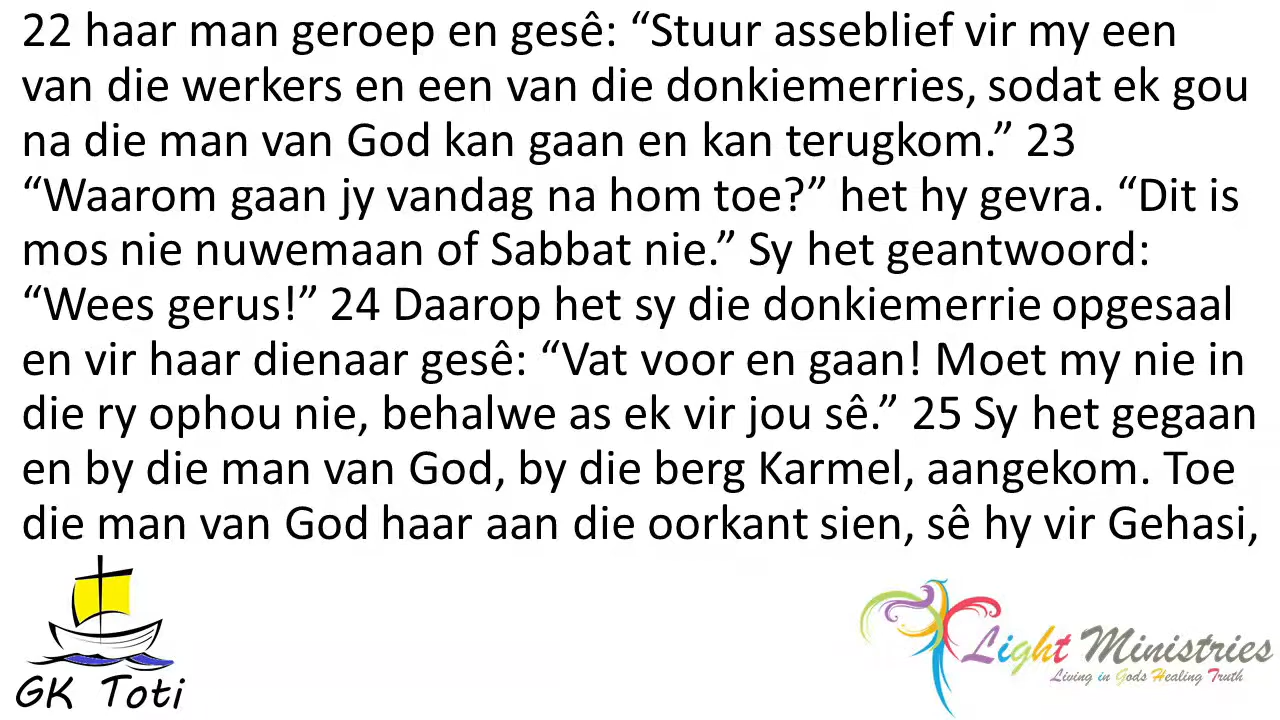 22 haar man geroep en gesê: “Stuur asseblief vir my een
van die werkers en een van die donkiemerries, sodat ek gou
na die man van God kan gaan en kan terugkom.” 23
“Waarom gaan jy vandag na hom toe?” het hy gevra. “Dit is
mos nie nuwemaan of Sabbat nie.” Sy het geantwoord:
“Wees gerus!” 24 Daarop het sy die donkiemerrie opgesaal
en vir haar dienaar gesê: “Vat voor en gaan! Moet my nie in
die ry ophou nie, behalwe as ek vir jou sê.” 25 Sy het gegaan
en by die man van God, by die berg Karmel, aangekom. Toe
die man van God haar aan die oorkant sien, sê hy vir Gehasi,
GK Toti
Light Ministries
Living in Gods Healing Truth